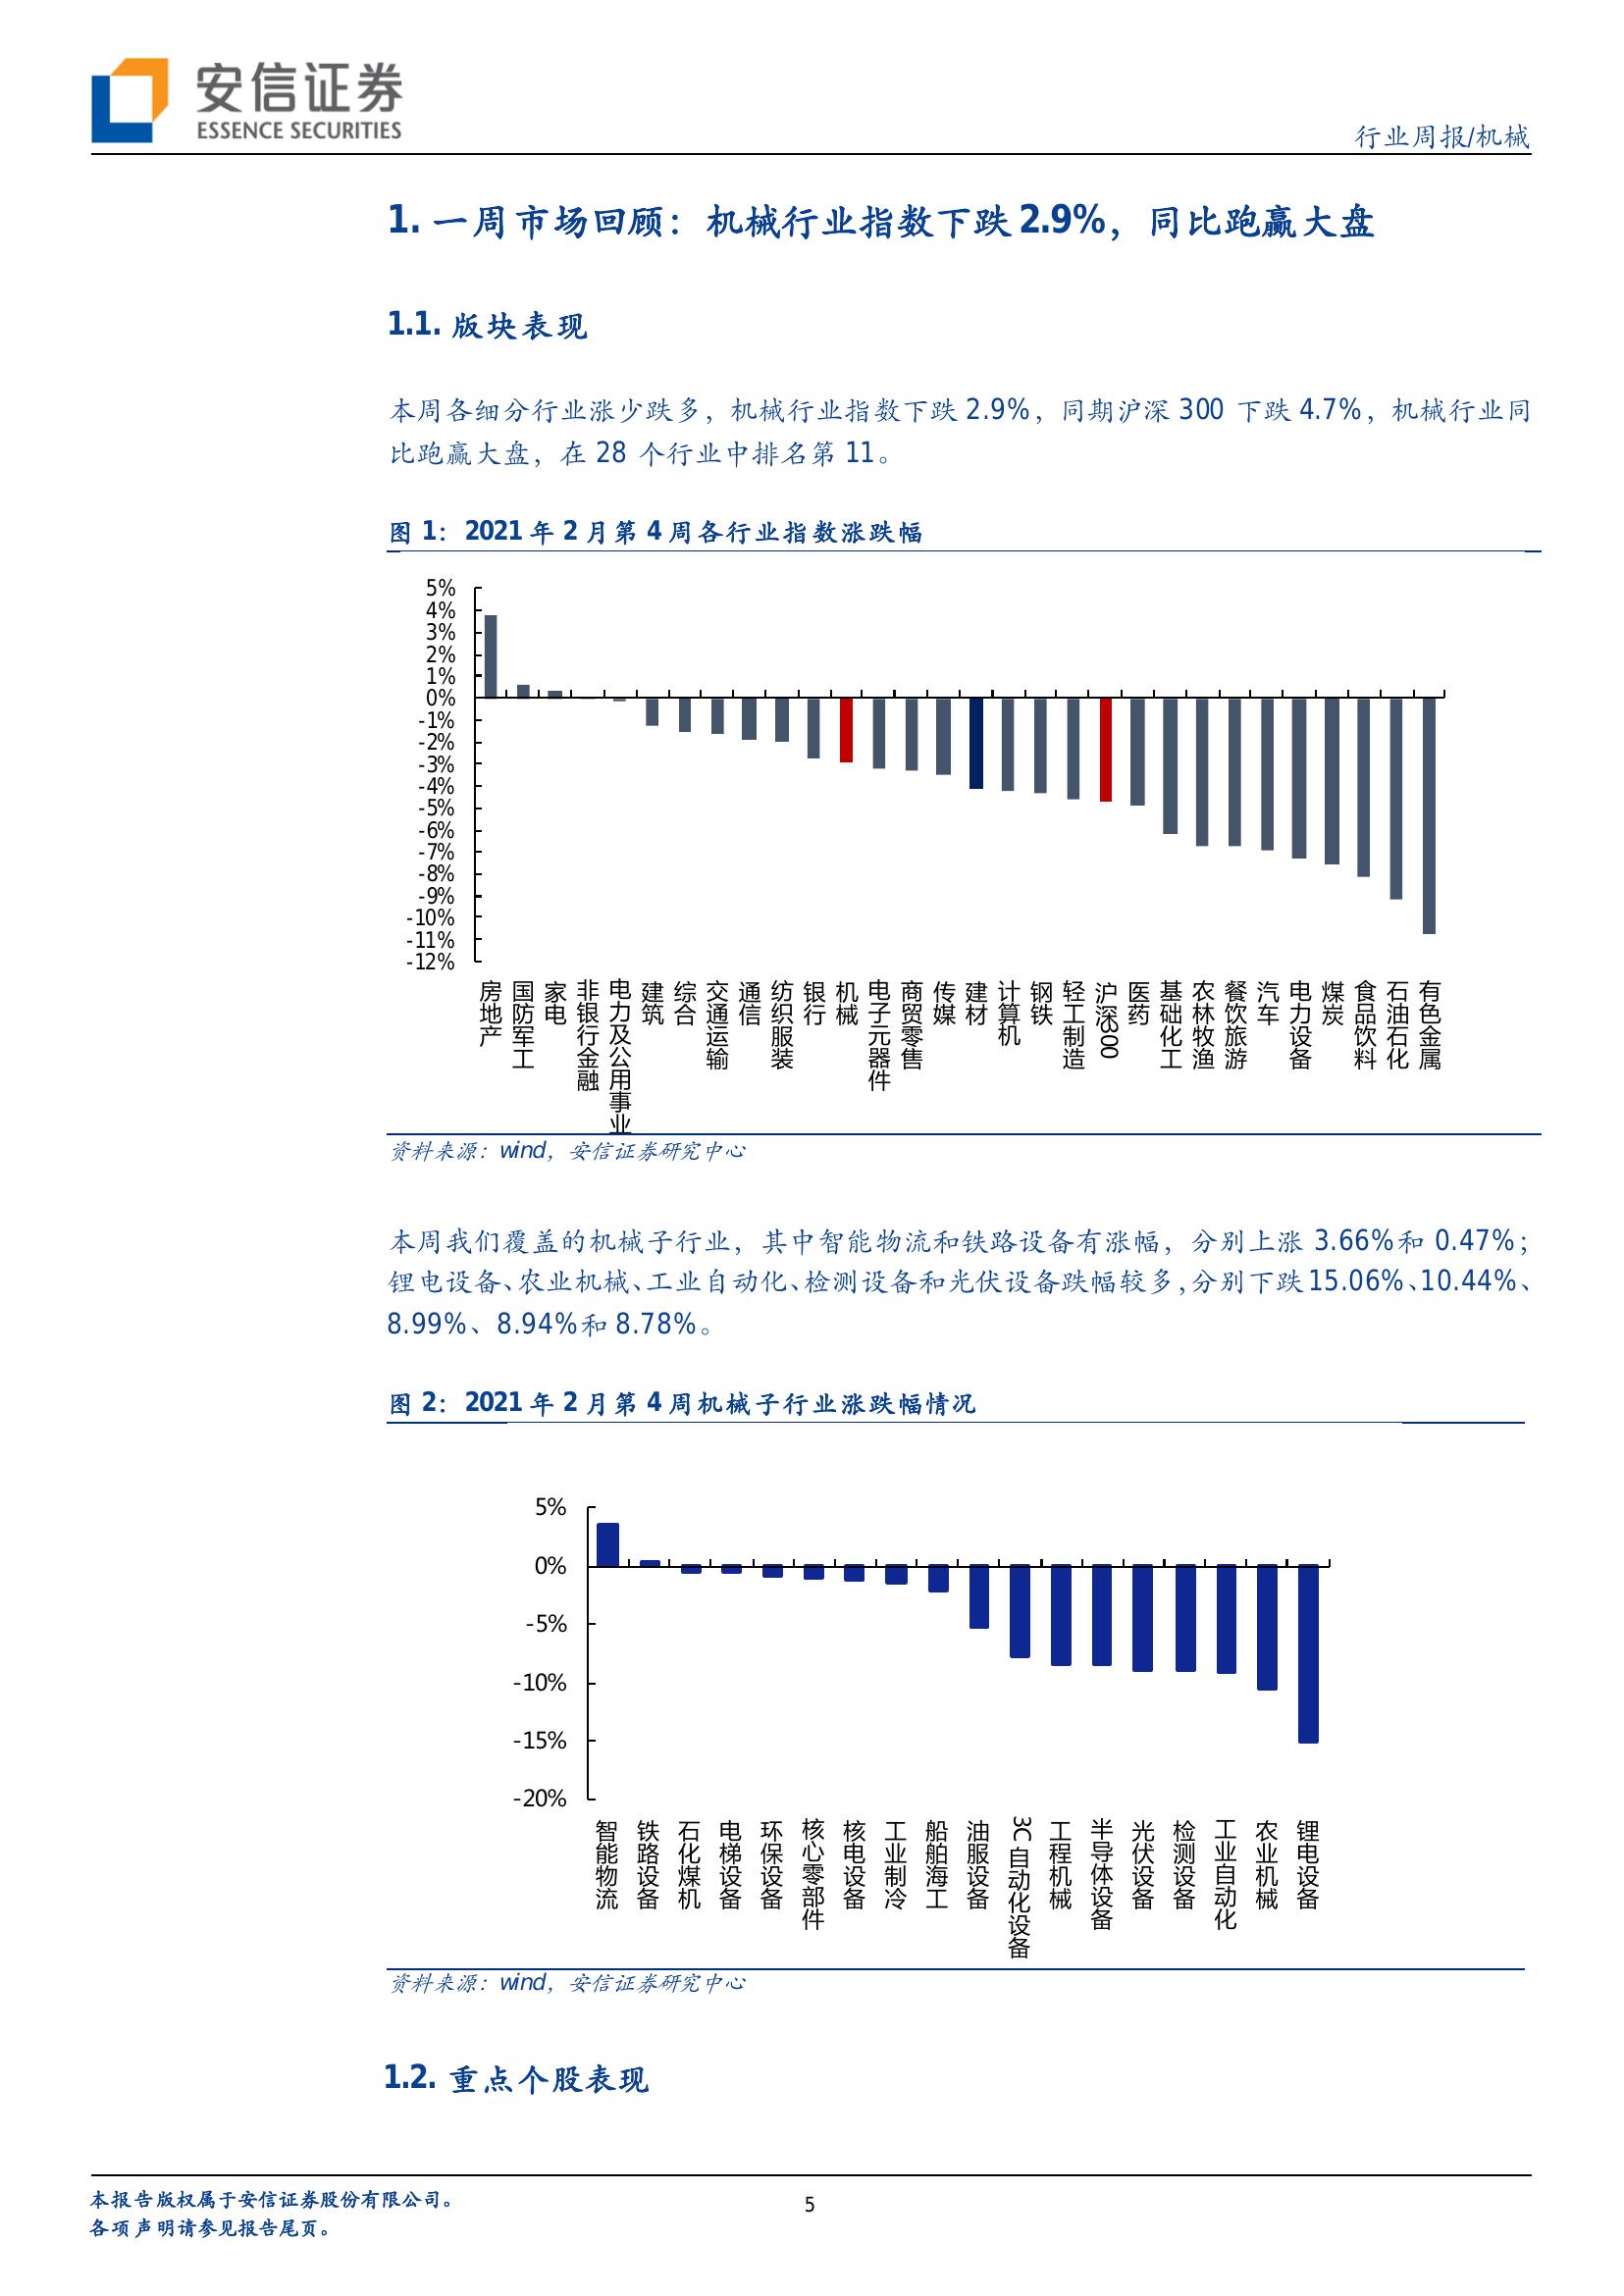 安信证券
ESSENCE SECURITIES
行业周报/机械
1. 一周市场回顾：机械行业指数下跌 2.9%，同比跑赢大盘
1.1. 版块表现
本周各细分行业涨少跌多，机械行业指数下跌 2.9%，同期沪深 300 下跌 4.7%，机械行业同
比跑赢大盘，在 28 个行业中排名第 11。
图 1：2021 年 2 月第 4 周各行业指数涨跌幅
5%
4%
3%
2%
1%
0%
-1%
-2%
-3%
-4%
-5%
-6%
-7%
-8%
-9%
-10%
-11%
-12%
房地产
国防军工
家电
非银行金融
电力及公用事业
建筑
综合
交通运输
通信
纺织服装
银行
机械
电子元器件
商贸零售
传媒
建材
计算机
钢铁
轻工制造
沪深300
医药
基础化工
农林牧渔
餐饮旅游
汽车
电力设备
煤炭
食品饮料
石油石化
有色金属
资料来源：wind，安信证券研究中心
本周我们覆盖的机械子行业，其中智能物流和铁路设备有涨幅，分别上涨 3.66%和 0.47%；
锂电设备、农业机械、工业自动化、检测设备和光伏设备跌幅较多，分别下跌 15.06%、10.44%、
8.99%、8.94%和 8.78%。
图 2：2021 年 2 月第 4 周机械子行业涨跌幅情况
5%
0%
-5%
-10%
-15%
-20%
智能物流
铁路设备
石化煤机
电梯设备
环保设备
核心零部件
核电设备
工业制冷
船舶海工
油服设备
3C 自动化设备
工程机械
半导体设备
光伏设备
检测设备
工业自动化
农业机械
锂电设备
资料来源：wind，安信证券研究中心
1.2. 重点个股表现
本报告版权属于安信证券股份有限公司。
各项声明请参见报告尾页。
5